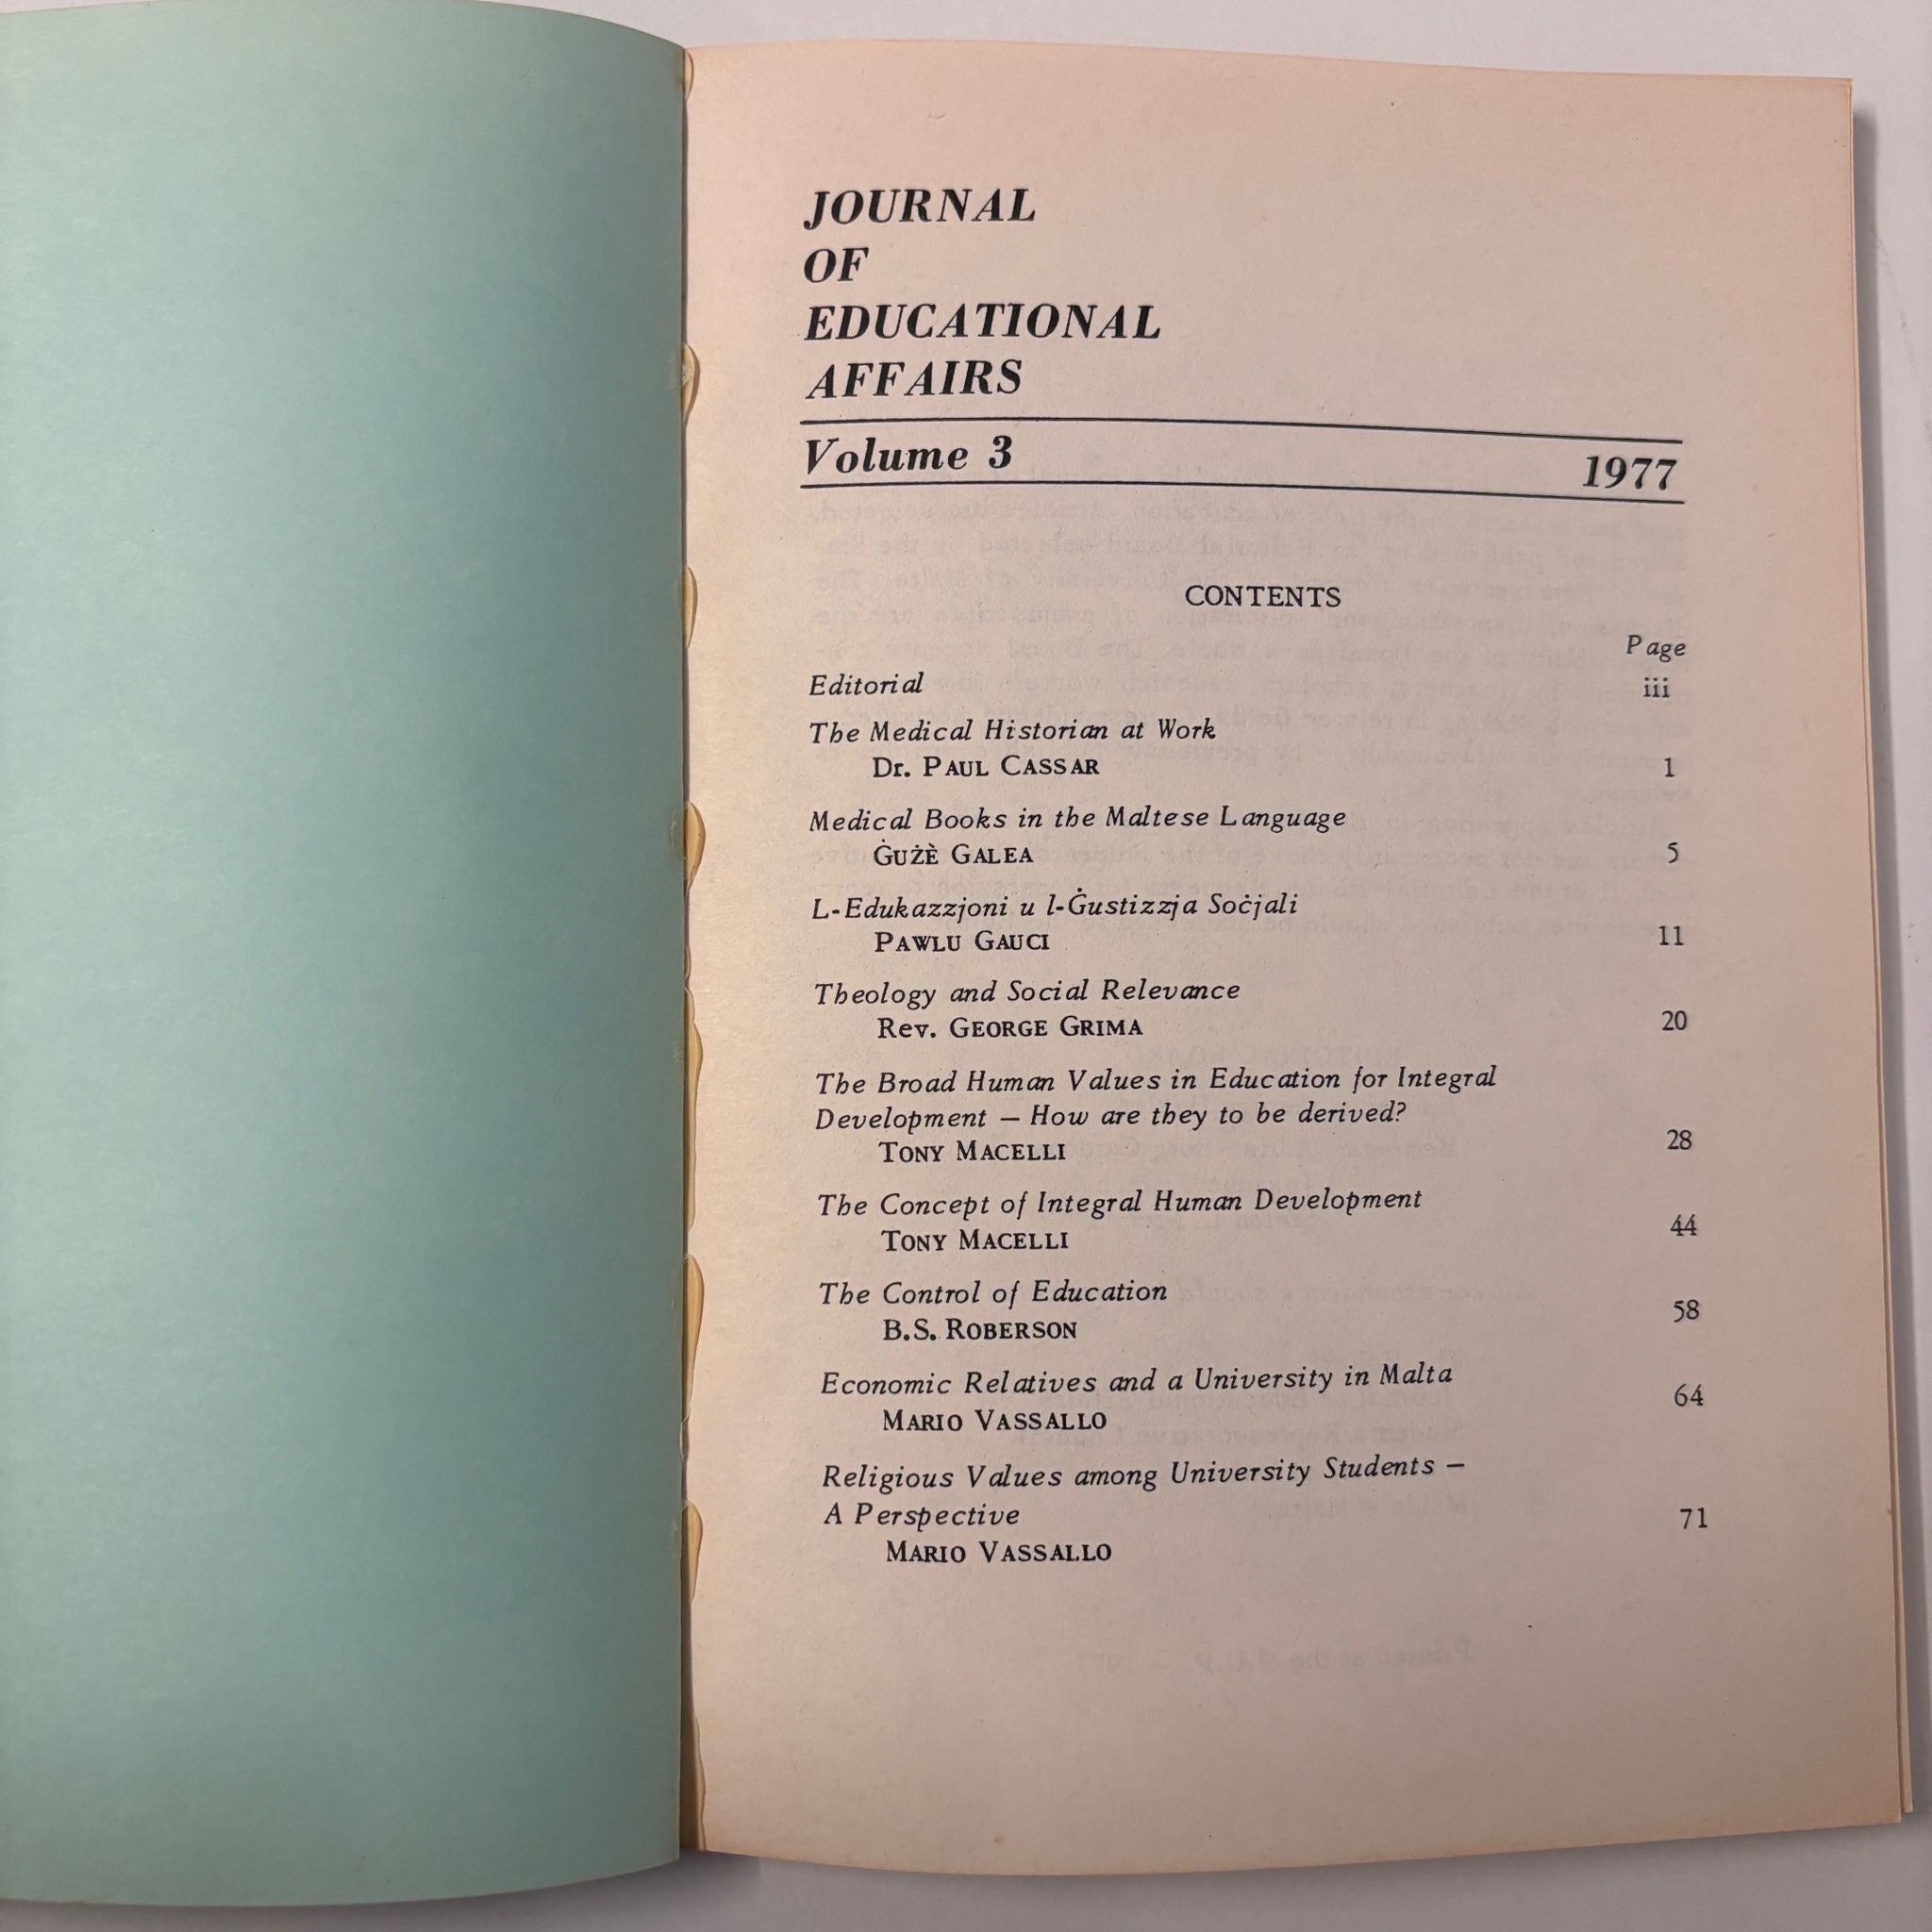 JOURNAL
OF
EDUCATIONAL
AFFAIRS
Volume 3 1977
CONTENTS
Page
Editorial iii
The Medical Historian at Work
Dr. PAUL CASSAR 1
Medical Books in the Maltese Language
ĠUŻÈ GALEA 5
L-Edukazzjoni u l-Ġustizzja Soċjali
PAWLU GAUCI 11
Theology and Social Relevance
Rev. GEORGE GRIMA 20
The Broad Human Values in Education for Integral
Development — How are they to be derived?
TONY MACELLI 28
The Concept of Integral Human Development
TONY MACELLI 44
The Control of Education
B.S. ROBERSON 58
Economic Relatives and a University in Malta
MARIO VASSALLO 64
Religious Values among University Students —
A Perspective 71
MARIO VASSALLO